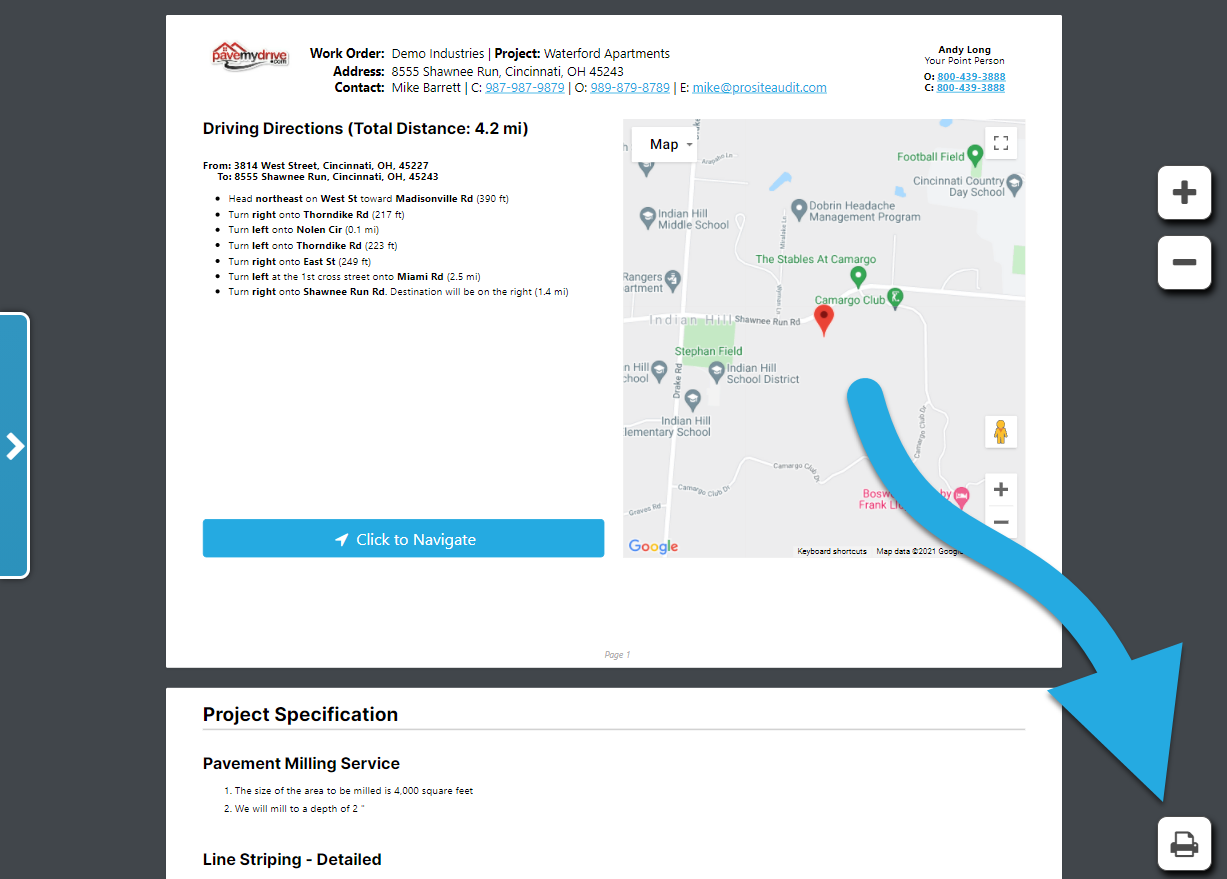 pavemydrive
.com
Work Order: Demo Industries | Project: Waterford Apartments
Address: 8555 Shawnee Run, Cincinnati, OH 45243
Contact: Mike Barrett | C: 987-987-9879 | O: 989-879-8789 | E: mike@prositeaudit.com
Andy Long
Your Point Person
O: 800-439-3888
C: 800-439-3888
Driving Directions (Total Distance: 4.2 mi)
From: 3814 West Street, Cincinnati, OH, 45227
To: 8555 Shawnee Run, Cincinnati, OH, 45243
• Head northeast on West St toward Madisonville Rd (390 ft)
• Turn right onto Thorndike Rd (217 ft)
• Turn left onto Nolen Cir (0.1 mi)
• Turn left onto Thorndike Rd (223 ft)
• Turn right onto East St (249 ft)
• Turn left at the 1st cross street onto Miami Rd (2.5 mi)
• Turn right onto Shawnee Run Rd. Destination will be on the right (1.4 mi)
Click to Navigate
Map
Football Field
Cincinnati Country
Day School
Dobrin Headache
Management Program
Indian Hill
Middle School
The Stables At Camargo
Rangers
artment
Camargo Club
Indian Hill
Shawnee Run Rd
Stephan Field
n Hill
chool
Indian Hill
School District
Drake Rd
Indian Hill
lementary School
Camargo Club Dr
Camargo Club Dr
Camargo Club Dr
Graves Rd
Bosw
by
Frank
Google
Keyboard shortcuts
Map data ©2021 Google
Page 1
Project Specification
Pavement Milling Service
1. The size of the area to be milled is 4,000 square feet
2. We will mill to a depth of 2 "
Line Striping - Detailed